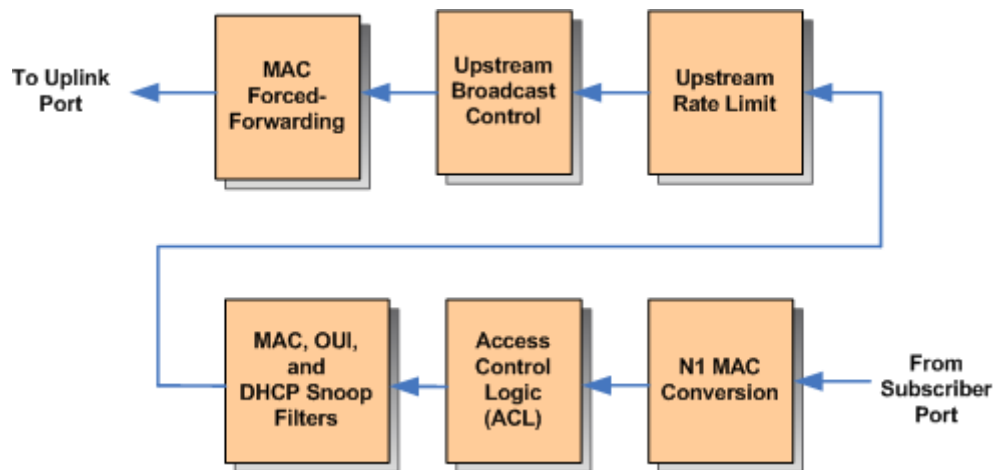 To Uplink
Port
MAC
Forced-
Forwarding
Upstream
Broadcast
Control
Upstream
Rate Limit
MAC, OUI,
and
DHCP Snoop
Filters
Access
Control
Logic
(ACL)
N1 MAC
Conversion
From
Subscriber
Port